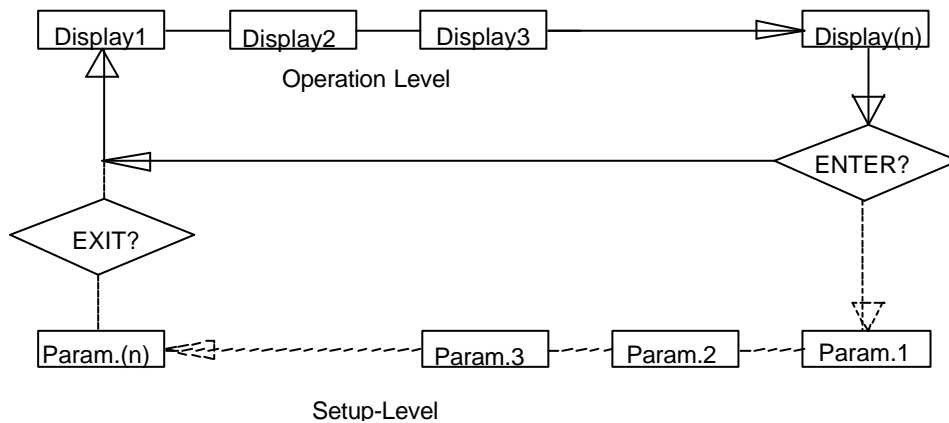 Display1 Display2 Display3 Display(n)
Operation Level
ENTER?
EXIT?
Param.(n) Param.3 Param.2 Param.1
Setup-Level